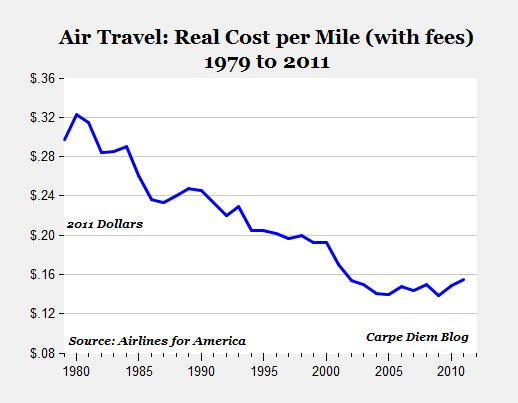 Air Travel: Real Cost per Mile (with fees)
1979 to 2011
$.36
$.32
$.28
$.24
$.20
2011 Dollars
$.16
$.12
Source: Airlines for America
Carpe Diem Blog
$.08
1980 1985 1990 1995 2000 2005 2010